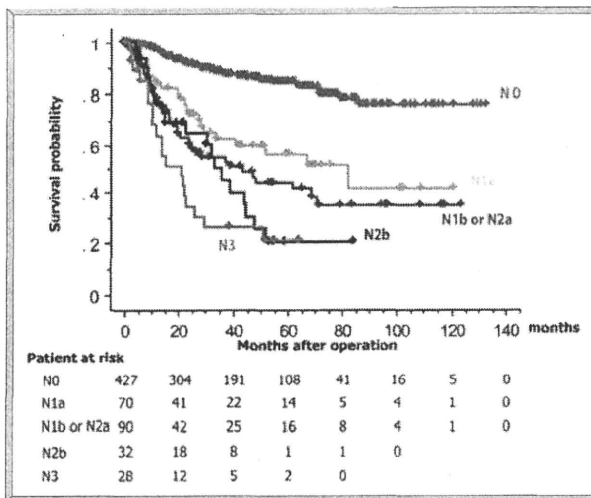 1
.8
.6
.4
.2
0
Survival probability
N0
N1a
N1b or N2a
N2b
N3
0 20 40 60 80 100 120 140 months
Months after operation
Patient at risk
N0 427 304 191 108 41 16 5 0
N1a 70 41 22 14 5 4 1 0
N1b or N2a 90 42 25 16 8 4 1 0
N2b 32 18 8 1 1 0
N3 28 12 5 2 0